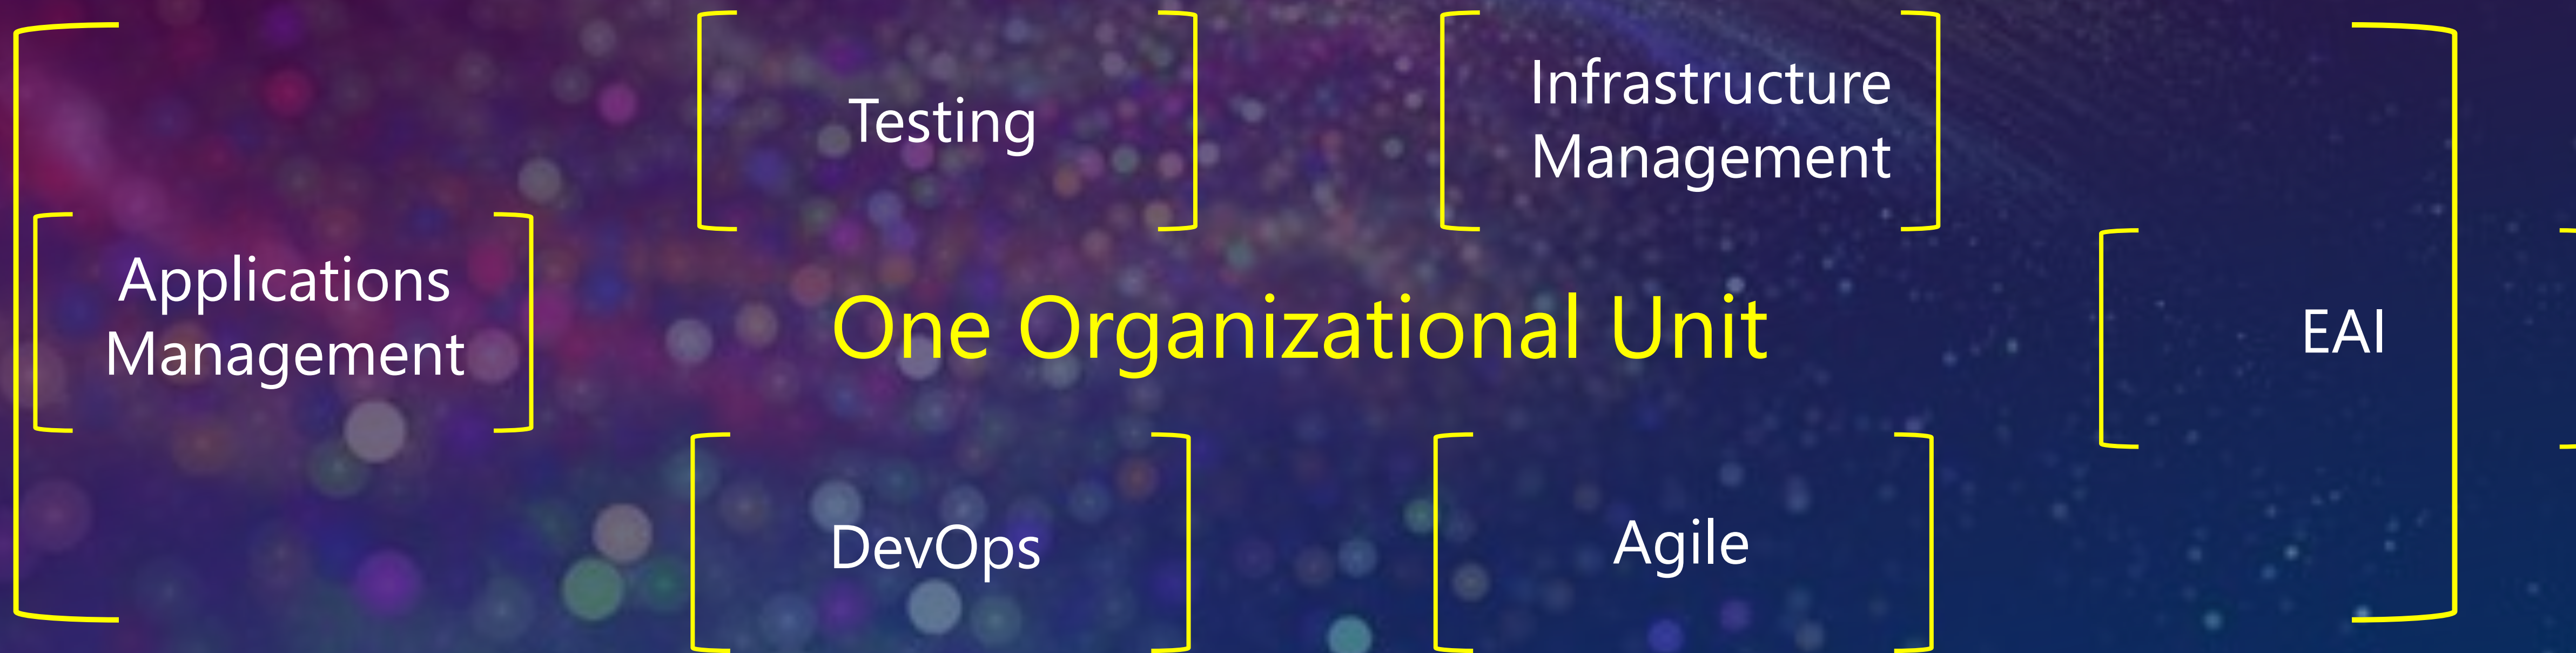 Testing
Infrastructure
Management
Applications
Management
One Organizational Unit
EAI
DevOps
Agile